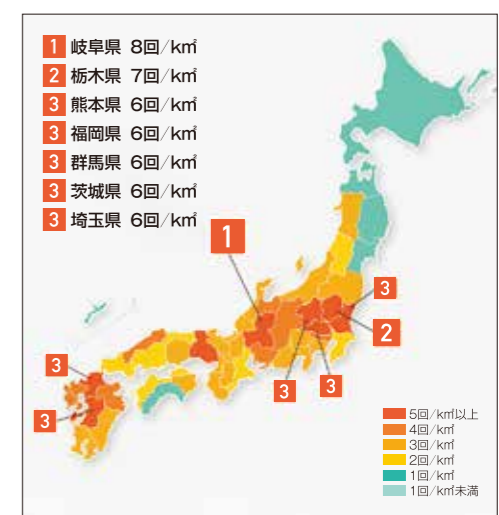 1 岐阜県 8回/k㎡
2 栃木県 7回/k㎡
3 熊本県 6回/k㎡
3 福岡県 6回/k㎡
3 群馬県 6回/k㎡
3 茨城県 6回/k㎡
3 埼玉県 6回/k㎡
1
3
2
3
3
3
3
5回/k㎡以上
4回/k㎡
3回/k㎡
2回/k㎡
1回/k㎡
1回/k㎡未満